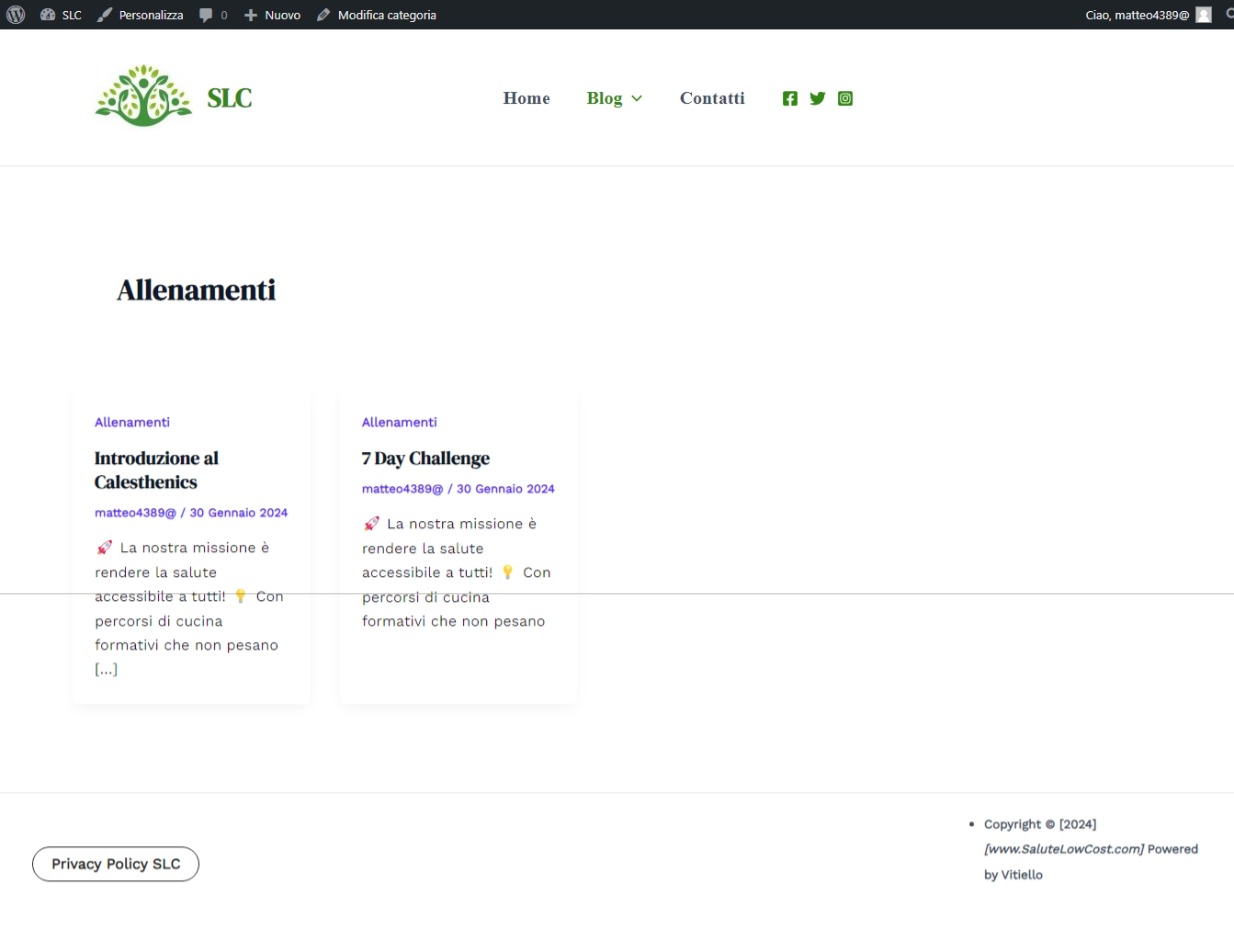 SLC Personalizza 0 Nuovo Modifica categoria Ciao, matteo4389@
SLC Home Blog Contatti
Allenamenti
Allenamenti
Introduzione al
Calesthenics
matteo4389@ / 30 Gennaio 2024
🚀 La nostra missione è
rendere la salute
accessibile a tutti! 💡 Con
percorsi di cucina
formativi che non pesano
[…]
Allenamenti
7 Day Challenge
matteo4389@ / 30 Gennaio 2024
🚀 La nostra missione è
rendere la salute
accessibile a tutti! 💡 Con
percorsi di cucina
formativi che non pesano
Privacy Policy SLC
• Copyright © [2024]
[www.SaluteLowCost.com] Powered
by Vitiello